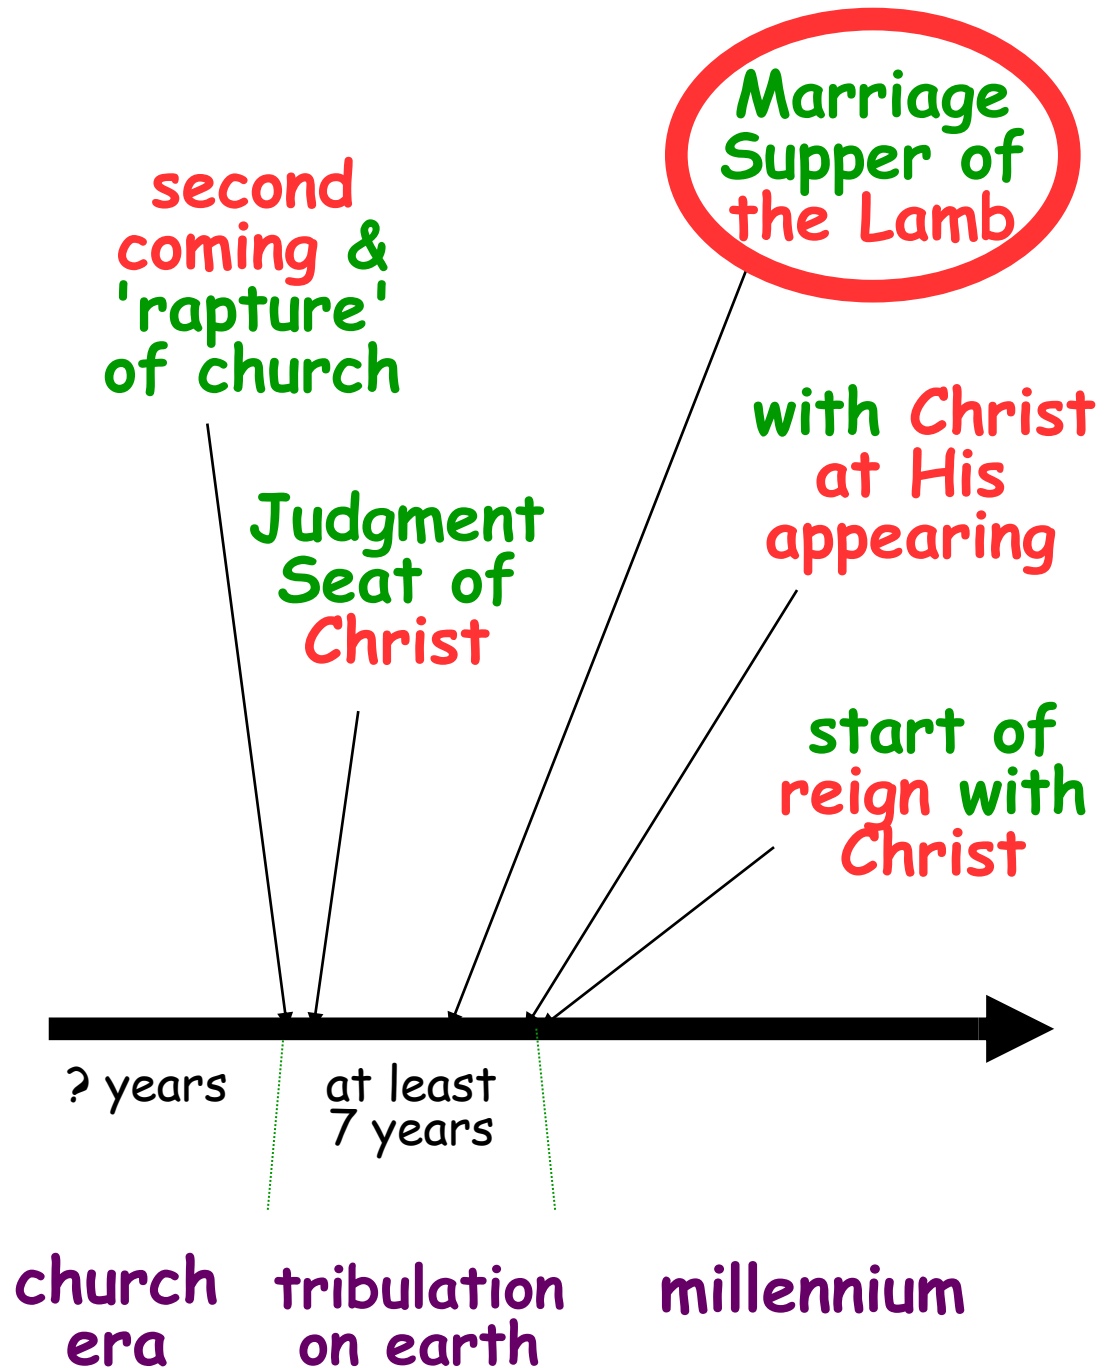 Marriage
Supper of
the Lamb
second
coming &
'rapture'
of church
with Christ
at His
appearing
Judgment
Seat of
Christ
start of
reign with
Christ
? years
at least
7 years
church
era
tribulation
on earth
millennium